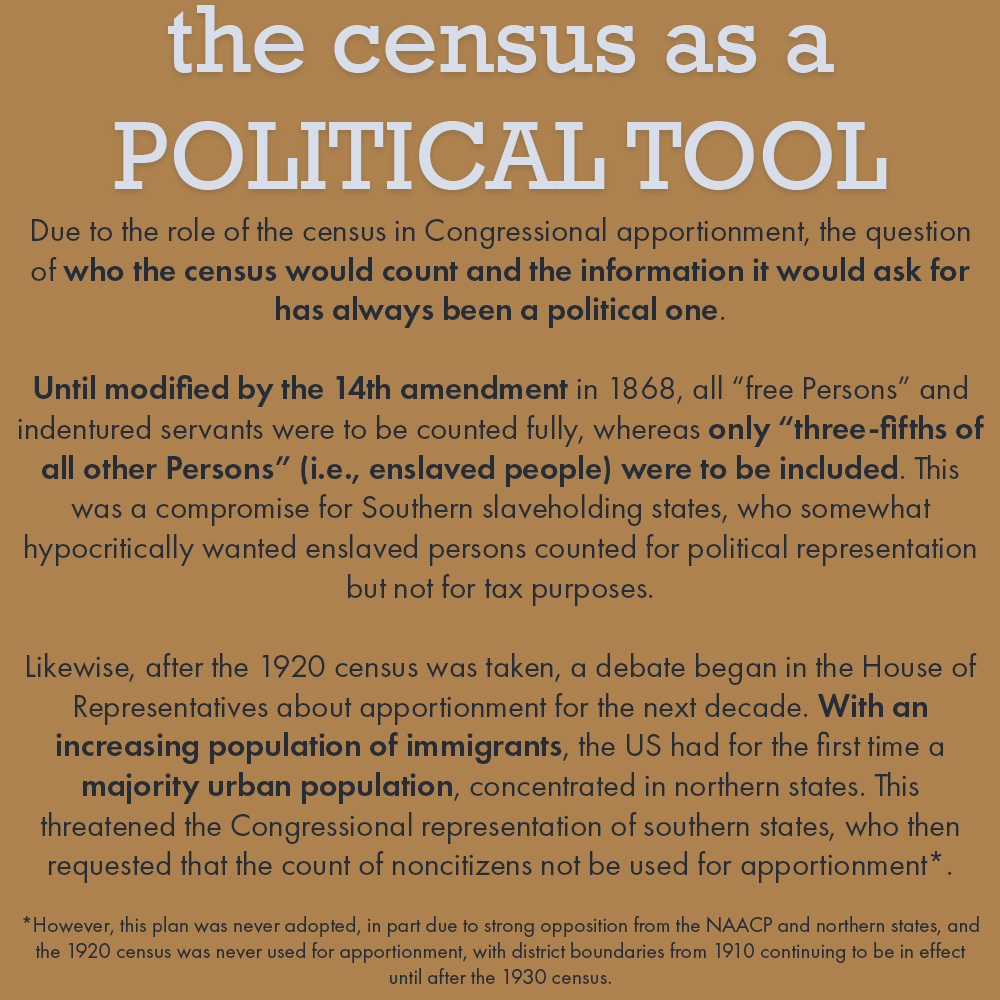 the census as a
POLITICAL TOOL
Due to the role of the census in Congressional apportionment, the question
of who the census would count and the information it would ask for
has always been a political one.
Until modified by the 14th amendment in 1868, all “free Persons” and
indentured servants were to be counted fully, whereas only “three-fifths of
all other Persons” (i.e., enslaved people) were to be included. This
was a compromise for Southern slaveholding states, who somewhat
hypocritically wanted enslaved persons counted for political representation
but not for tax purposes.
Likewise, after the 1920 census was taken, a debate began in the House of
Representatives about apportionment for the next decade. With an
increasing population of immigrants, the US had for the first time a
majority urban population, concentrated in northern states. This
threatened the Congressional representation of southern states, who then
requested that the count of noncitizens not be used for apportionment*.
*However, this plan was never adopted, in part due to strong opposition from the NAACP and northern states, and
the 1920 census was never used for apportionment, with district boundaries from 1910 continuing to be in effect
until after the 1930 census.